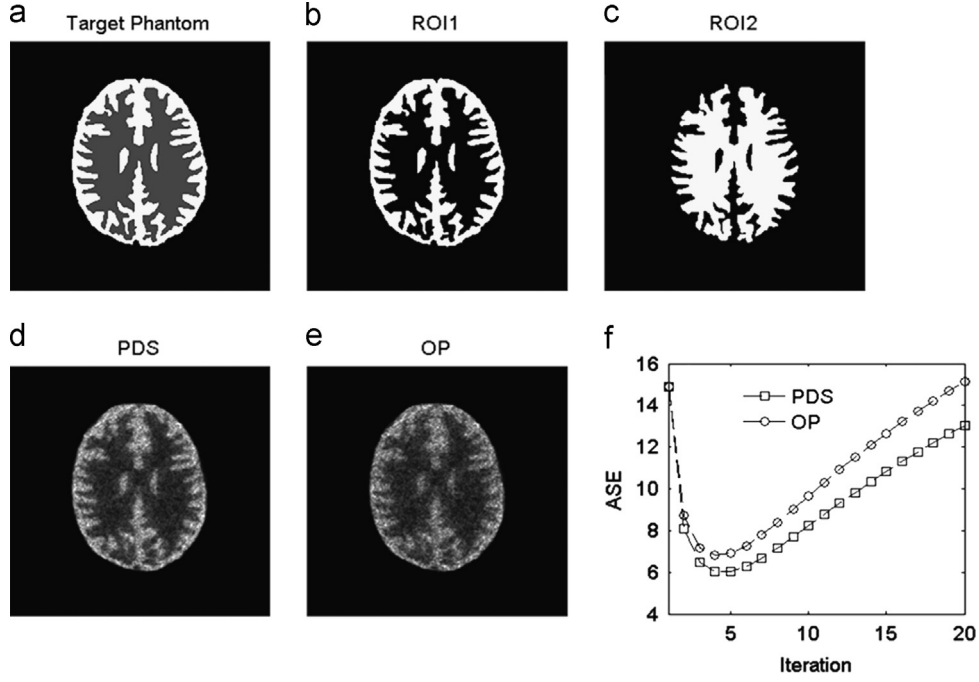 a
Target Phantom
b
ROI1
c
ROI2
d
PDS
e
OP
f
16
14
12
10
8
6
4
ASE
PDS
OP
5
10
15
20
Iteration